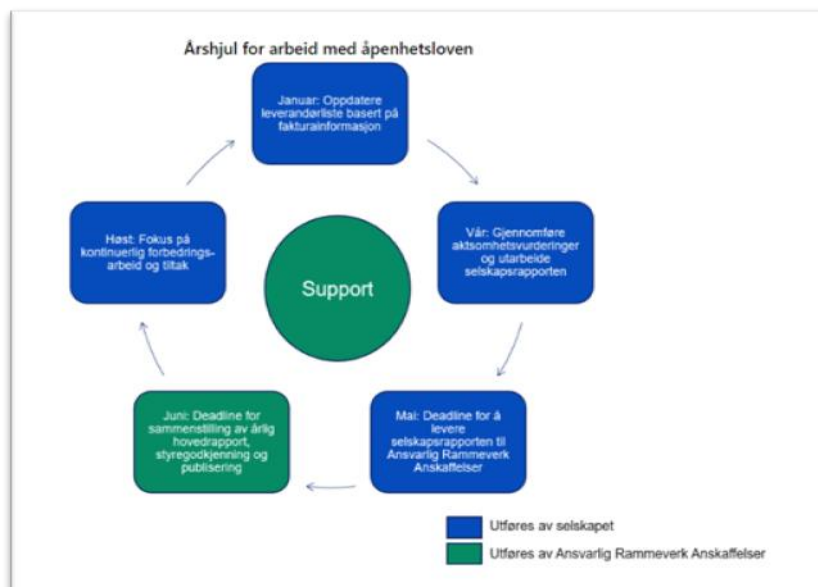 Årshjul for arbeid med åpenhetsloven
Januar: Oppdatere
leverandørliste basert på
fakturainformasjon
Vår: Gjennomføre
aktsomhetsvurderinger
og utarbeide
selskapsrapporten
Mai: Deadline for å
levere
selskapsrapporten til
Ansvarlig Rammeverk
Anskaffelser
Juni: Deadline for
sammenstilling av årlig
hovedrapport,
styregodkjenning og
publisering
Høst: Fokus på
kontinuerlig forbedrings-
arbeid og tiltak
Support
Utføres av selskapet
Utføres av Ansvarlig Rammeverk Anskaffelser